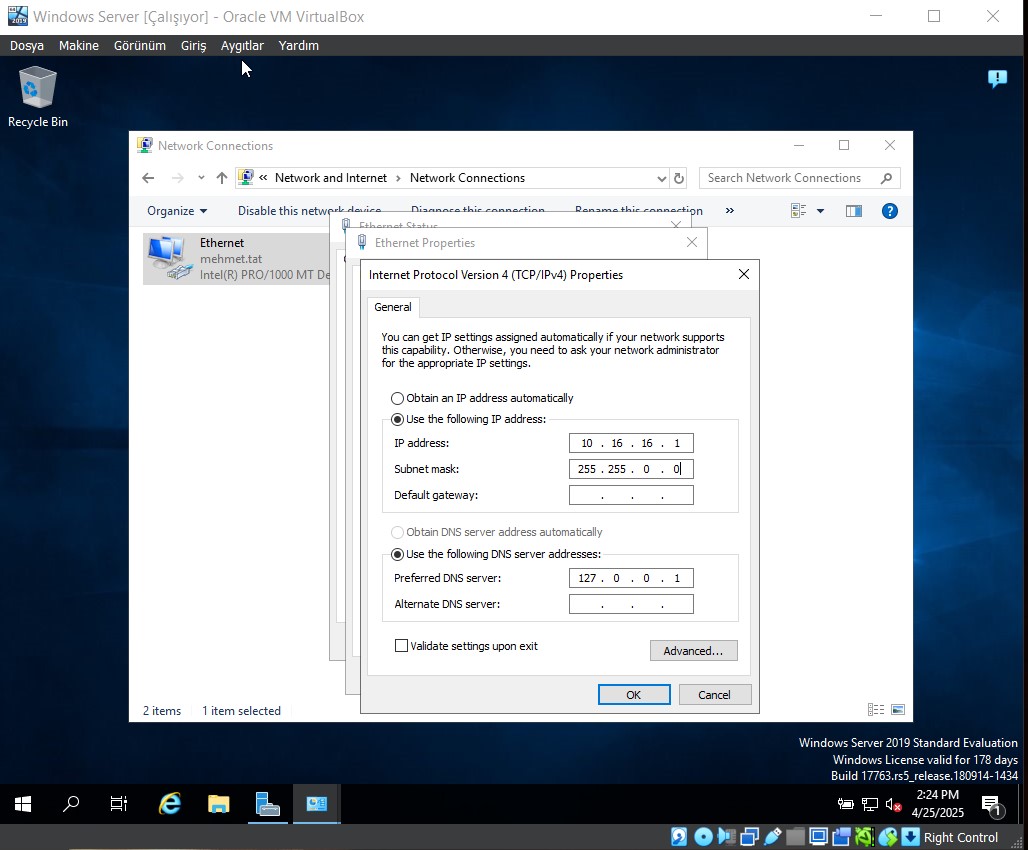 Windows Server [Çalışıyor] - Oracle VM VirtualBox
Dosya Makine Görünüm Giriş Aygıtlar Yardım
Recycle Bin
Network Connections
« Network and Internet › Network Connections
Search Network Connections
Organize Disable this network device Diagnose this connection Rename this connection »
Ethernet Status
Ethernet
mehmet.tat
Intel(R) PRO/1000 MT De
Ethernet Properties
Internet Protocol Version 4 (TCP/IPv4) Properties
General
You can get IP settings assigned automatically if your network supports
this capability. Otherwise, you need to ask your network administrator
for the appropriate IP settings.
Obtain an IP address automatically
Use the following IP address:
IP address: 10 . 16 . 16 . 1
Subnet mask: 255 . 255 . 0 . 0
Default gateway: . . .
Obtain DNS server address automatically
Use the following DNS server addresses:
Preferred DNS server: 127 . 0 . 0 . 1
Alternate DNS server: . . .
Validate settings upon exit
Advanced...
OK Cancel
2 items 1 item selected
Windows Server 2019 Standard Evaluation
Windows License valid for 178 days
Build 17763.rs5_release.180914-1434
2:24 PM
4/25/2025
1
Right Control